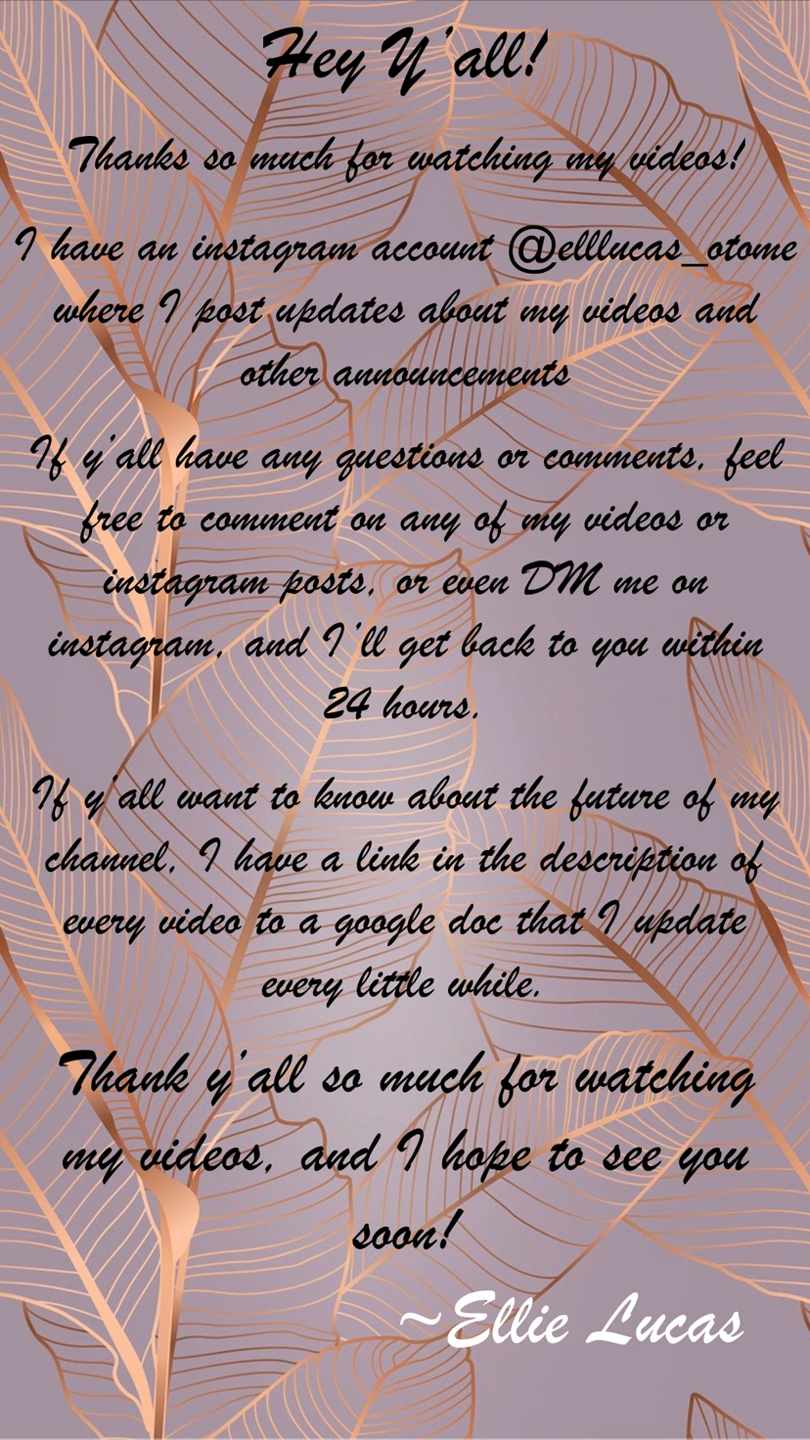 Hey Y'all!
Thanks so much for watching my videos!
I have an instagram account @elllucas_otome
where I post updates about my videos and
other announcements
If y'all have any questions or comments, feel
free to comment on any of my videos or
instagram posts, or even DM me on
instagram, and I'll get back to you within
24 hours.
If y'all want to know about the future of my
channel, I have a link in the description of
every video to a google doc that I update
every little while.
Thank y'all so much for watching
my videos, and I hope to see you
soon!
~Ellie Lucas